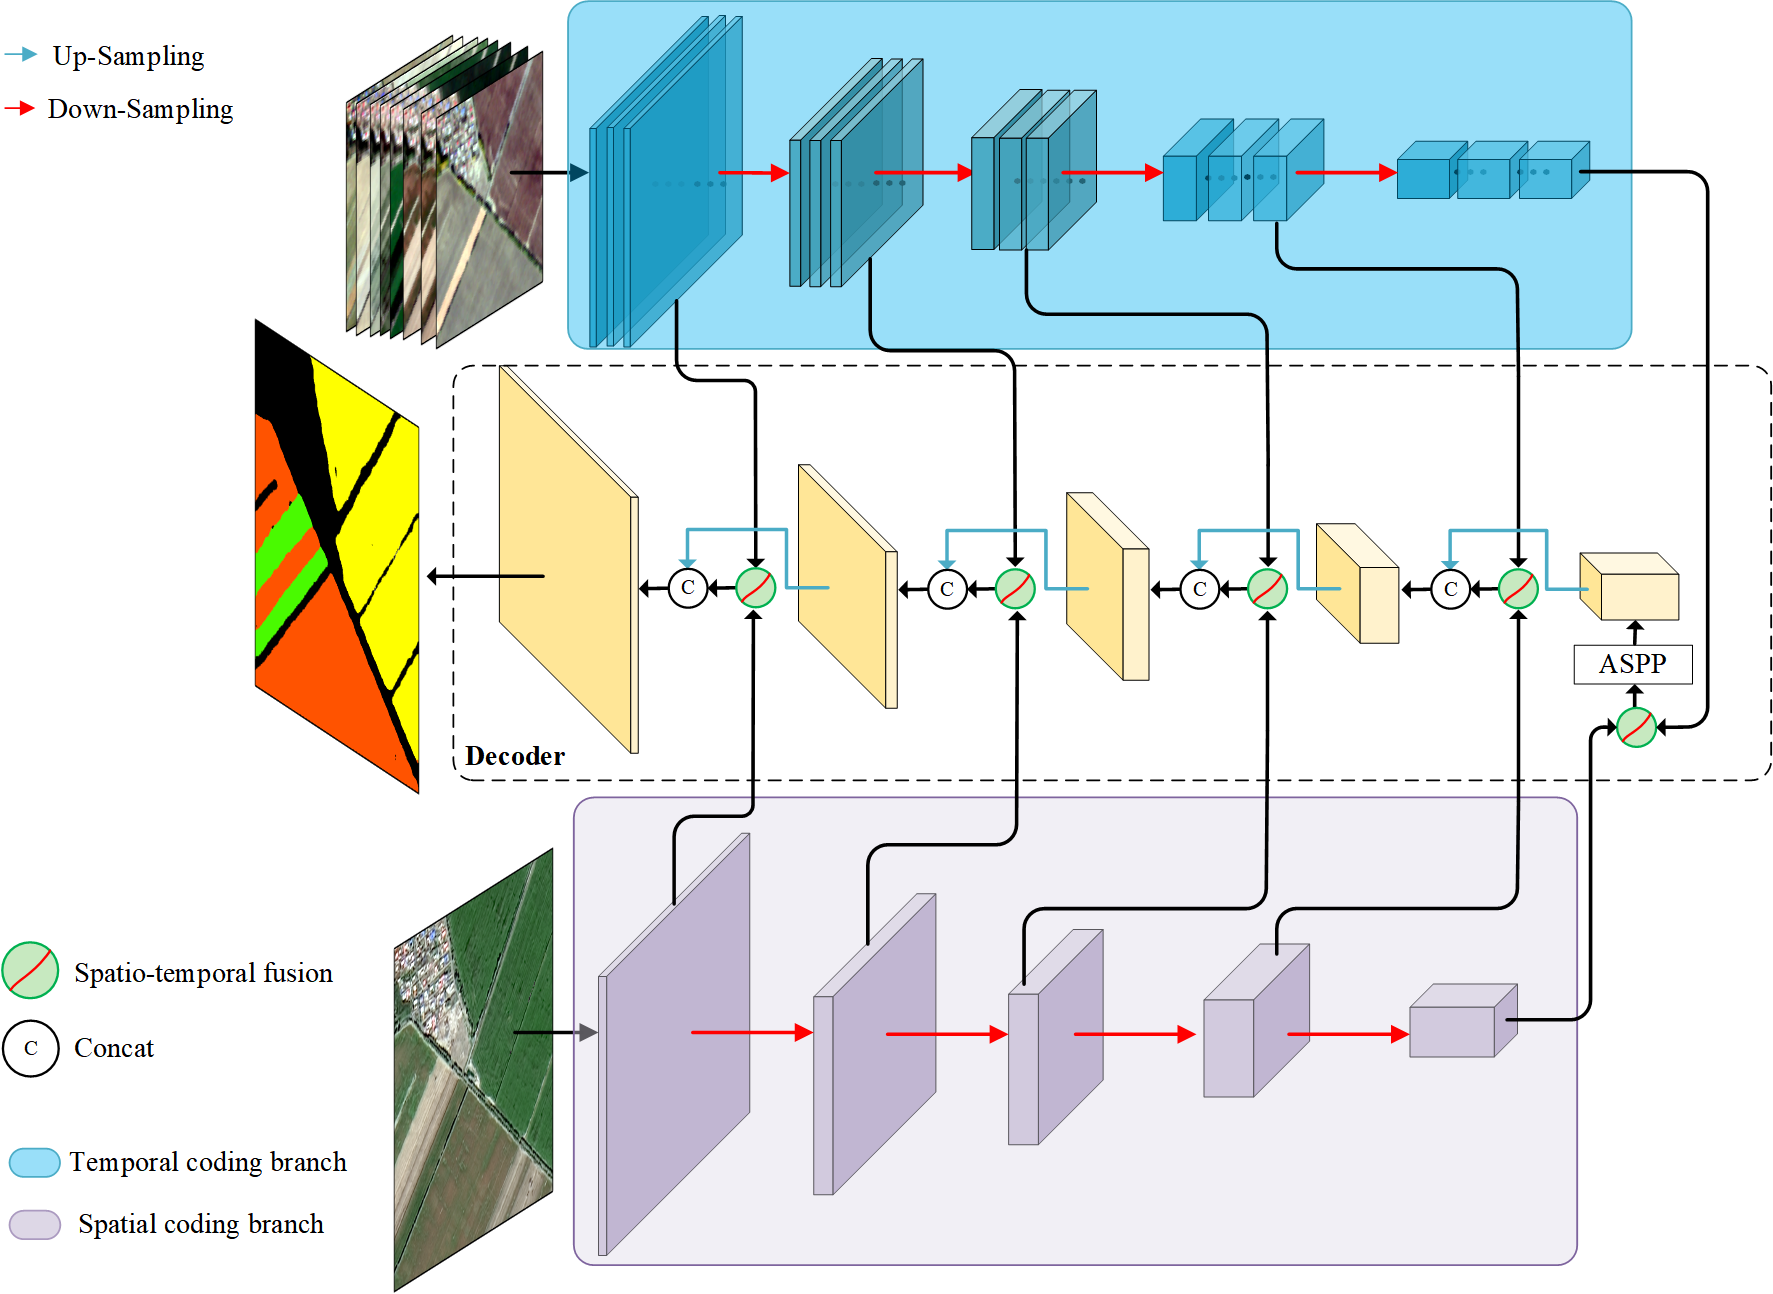 Up-Sampling
Down-Sampling
C
C
C
C
ASPP
Decoder
Spatio-temporal fusion
C
Concat
Temporal coding branch
Spatial coding branch